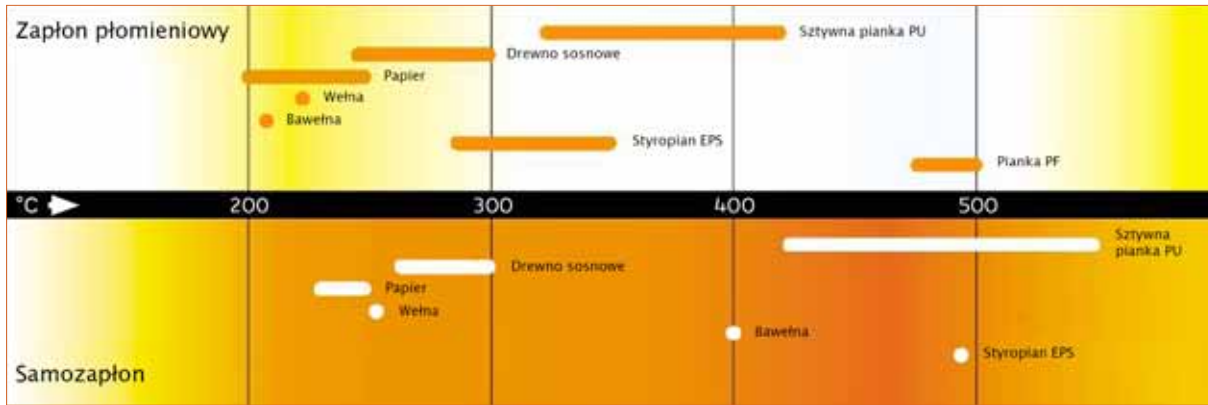 Zapłon płomieniowy
Sztywna pianka PU
Drewno sosnowe
Papier
Wełna
Bawełna
Styropian EPS
Pianka PF
°C 200 300 400 500
Sztywna
pianka PU
Drewno sosnowe
Papier
Wełna
Bawełna
Styropian EPS
Samozapłon